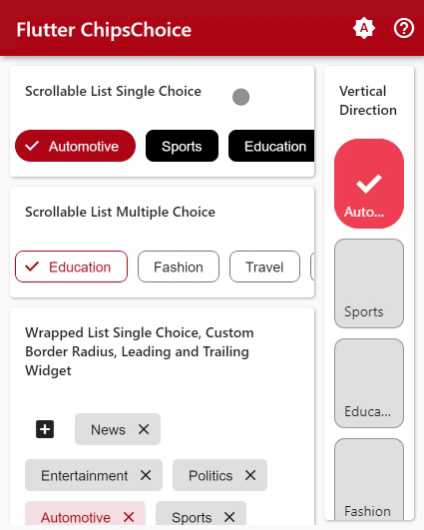 Flutter ChipsChoice
A
?
Scrollable List Single Choice
Automotive
Sports
Education
Scrollable List Multiple Choice
Education
Fashion
Travel
Wrapped List Single Choice, Custom
Border Radius, Leading and Trailing
Widget
News
Entertainment
Politics
Automotive
Sports
Vertical
Direction
Auto...
Sports
Educa...
Fashion